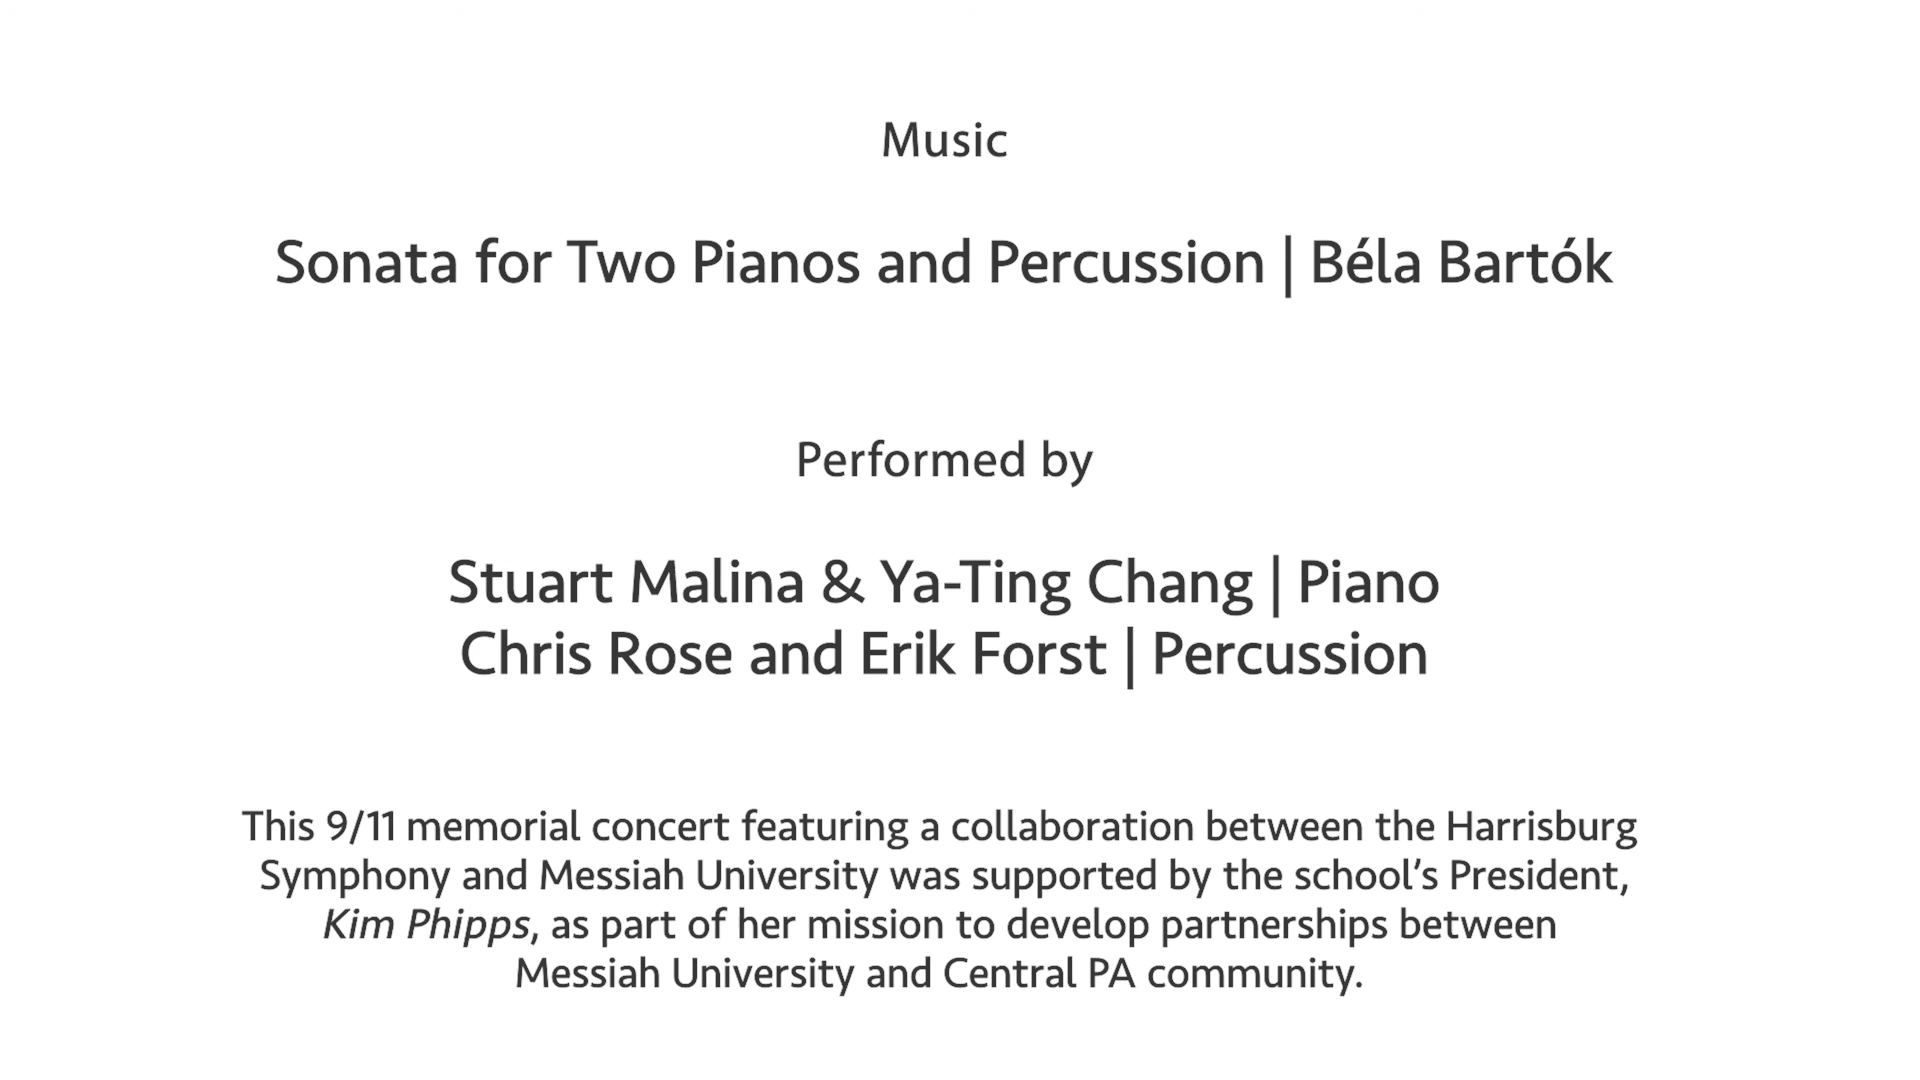 Music
Sonata for Two Pianos and Percussion | Béla Bartók
Performed by
Stuart Malina & Ya-Ting Chang | Piano
Chris Rose and Erik Forst | Percussion
This 9/11 memorial concert featuring a collaboration between the Harrisburg
Symphony and Messiah University was supported by the school’s President,
Kim Phipps, as part of her mission to develop partnerships between
Messiah University and Central PA community.